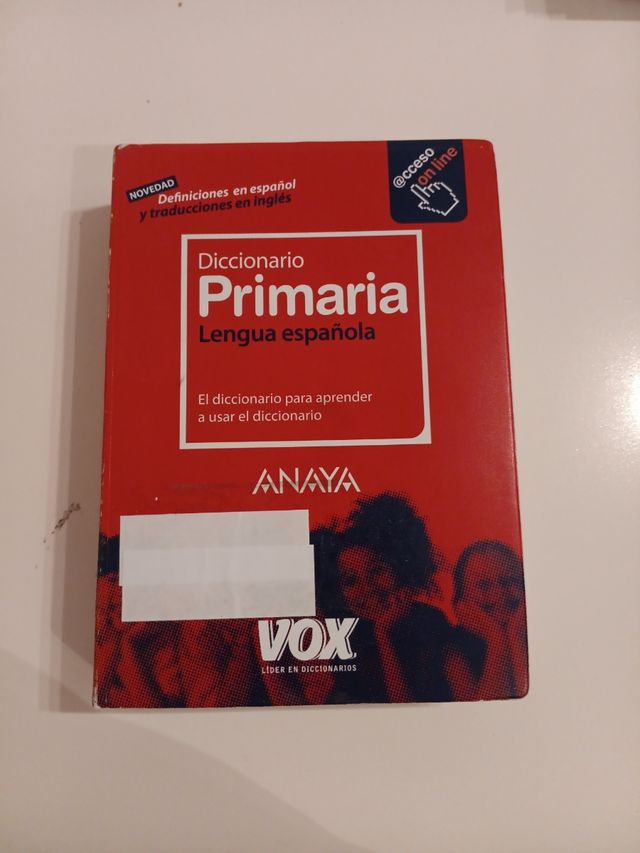 NOVEDAD
Definiciones en español
y traducciones en inglés
@cceso
on line
Diccionario
Primaria
Lengua española
El diccionario para aprender
a usar el diccionario
ANAYA
VOX
LÍDER EN DICCIONARIOS